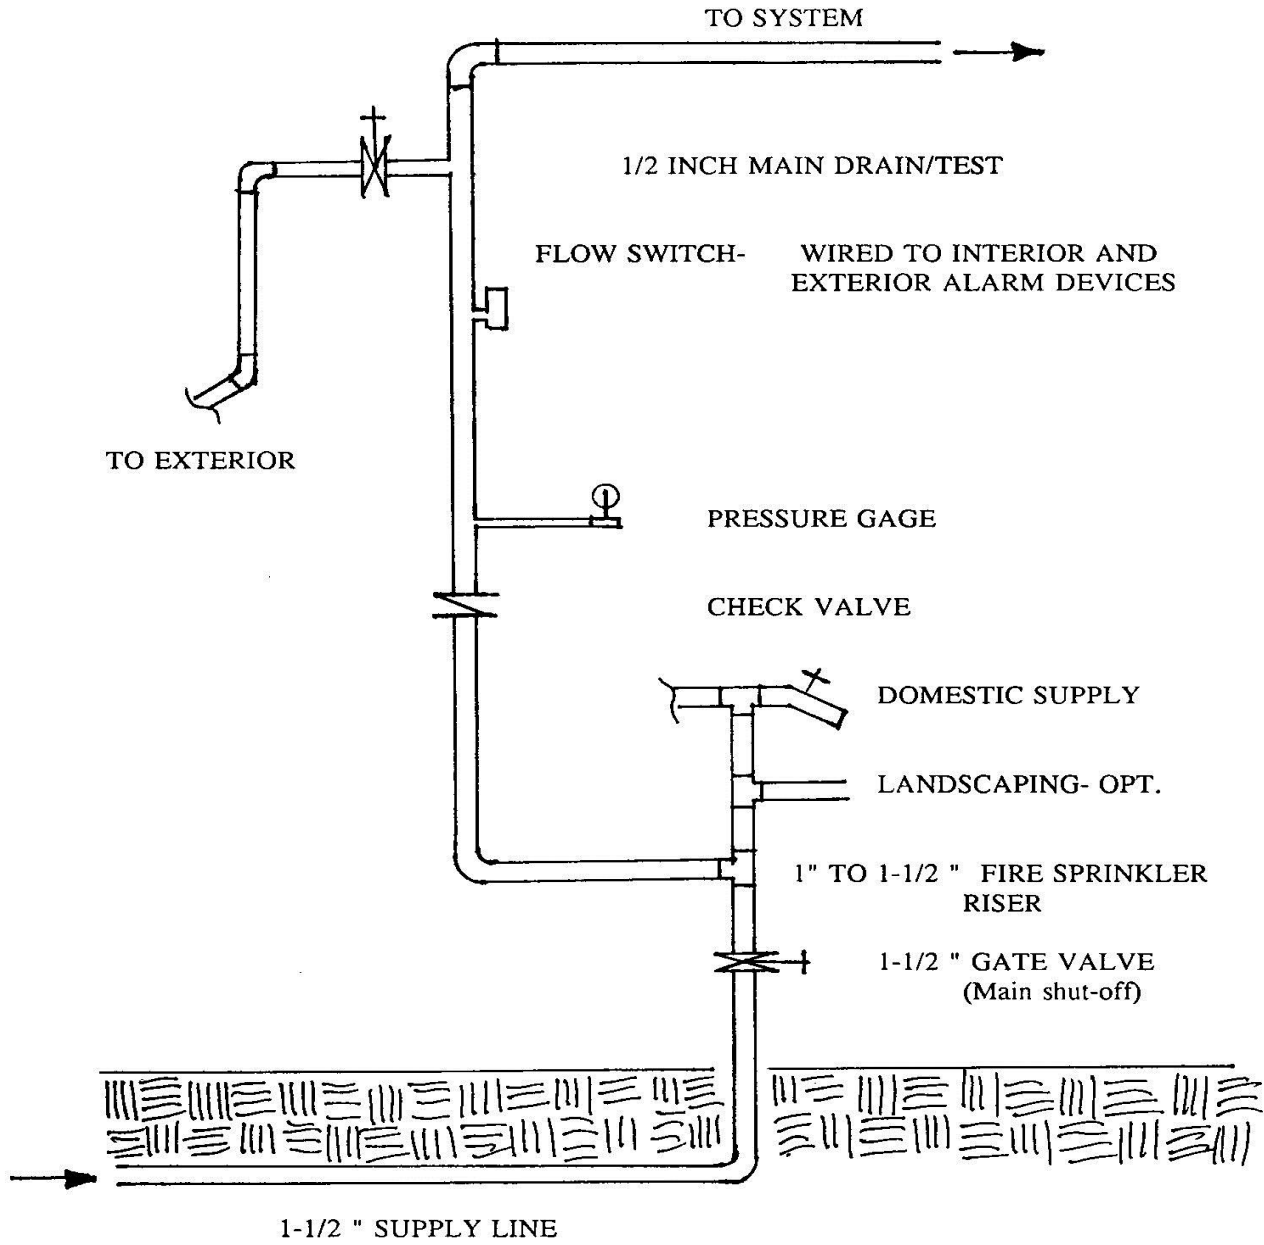 TO SYSTEM
1/2 INCH MAIN DRAIN/TEST
FLOW SWITCH- WIRED TO INTERIOR AND
EXTERIOR ALARM DEVICES
TO EXTERIOR
PRESSURE GAGE
CHECK VALVE
DOMESTIC SUPPLY
LANDSCAPING- OPT.
1" TO 1-1/2 " FIRE SPRINKLER
RISER
1-1/2 " GATE VALVE
(Main shut-off)
1-1/2 " SUPPLY LINE